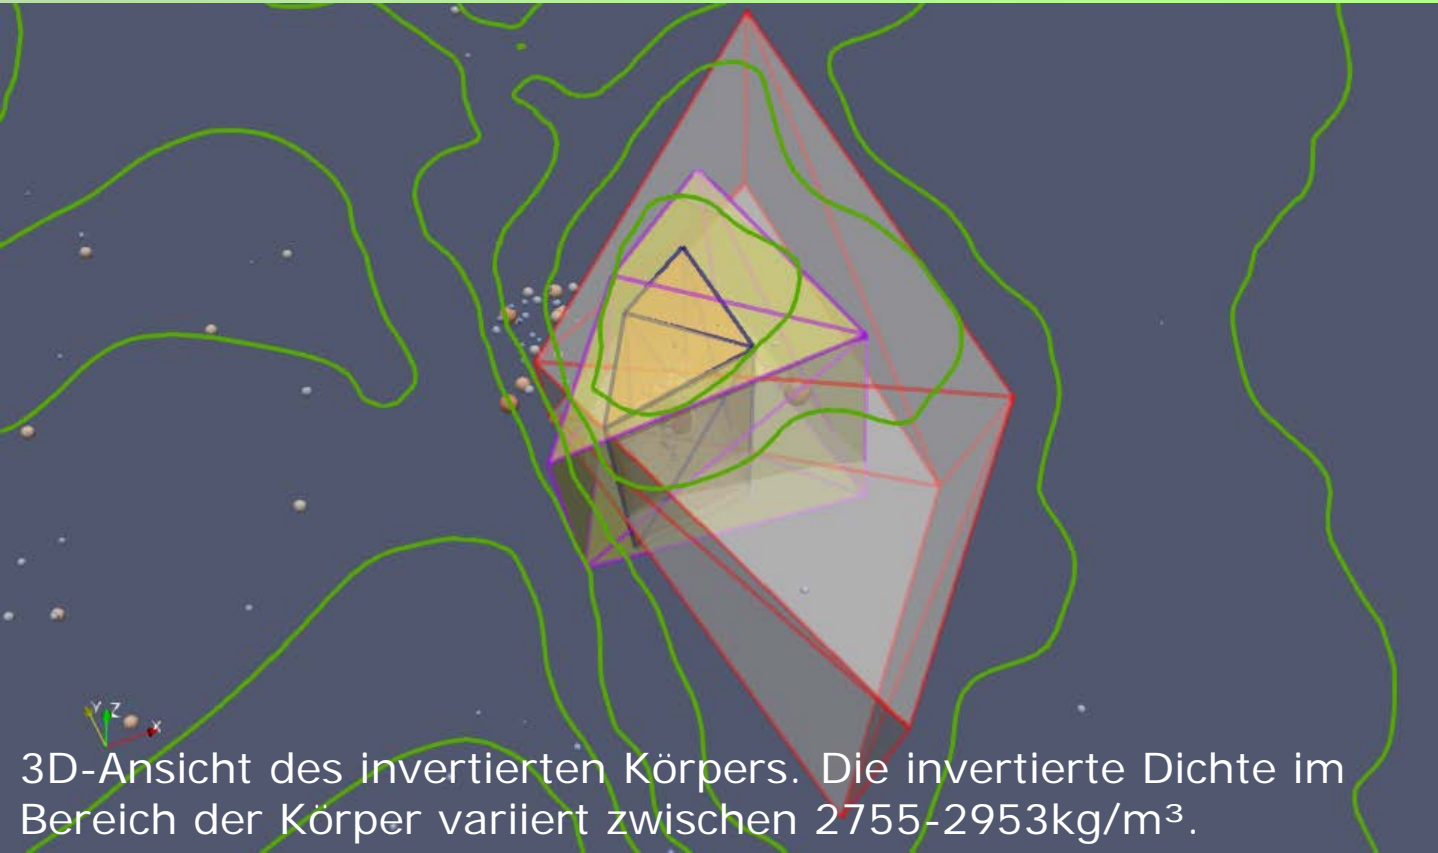 Y Z X
3D-Ansicht des invertierten Körpers. Die invertierte Dichte im
Bereich der Körper variiert zwischen 2755-2953kg/m³.